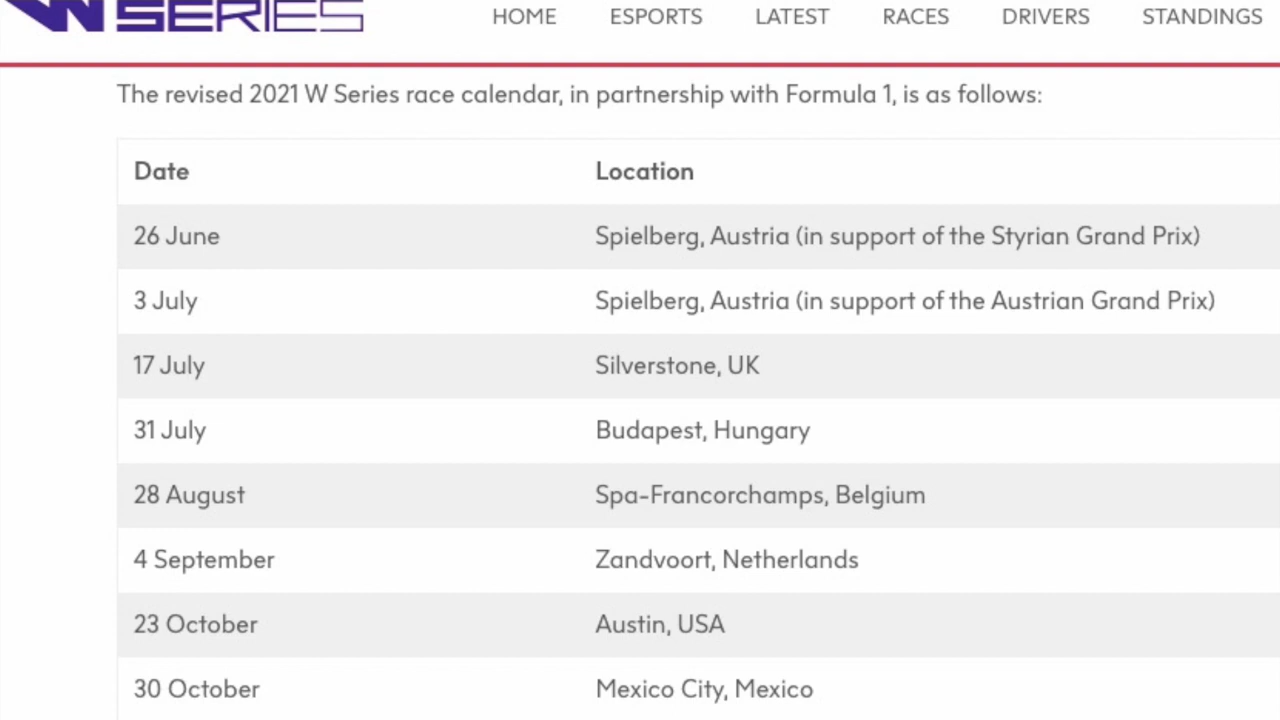 W SERIES
HOME ESPORTS LATEST RACES DRIVERS STANDINGS
The revised 2021 W Series race calendar, in partnership with Formula 1, is as follows:
Date Location
26 June Spielberg, Austria (in support of the Styrian Grand Prix)
3 July Spielberg, Austria (in support of the Austrian Grand Prix)
17 July Silverstone, UK
31 July Budapest, Hungary
28 August Spa-Francorchamps, Belgium
4 September Zandvoort, Netherlands
23 October Austin, USA
30 October Mexico City, Mexico